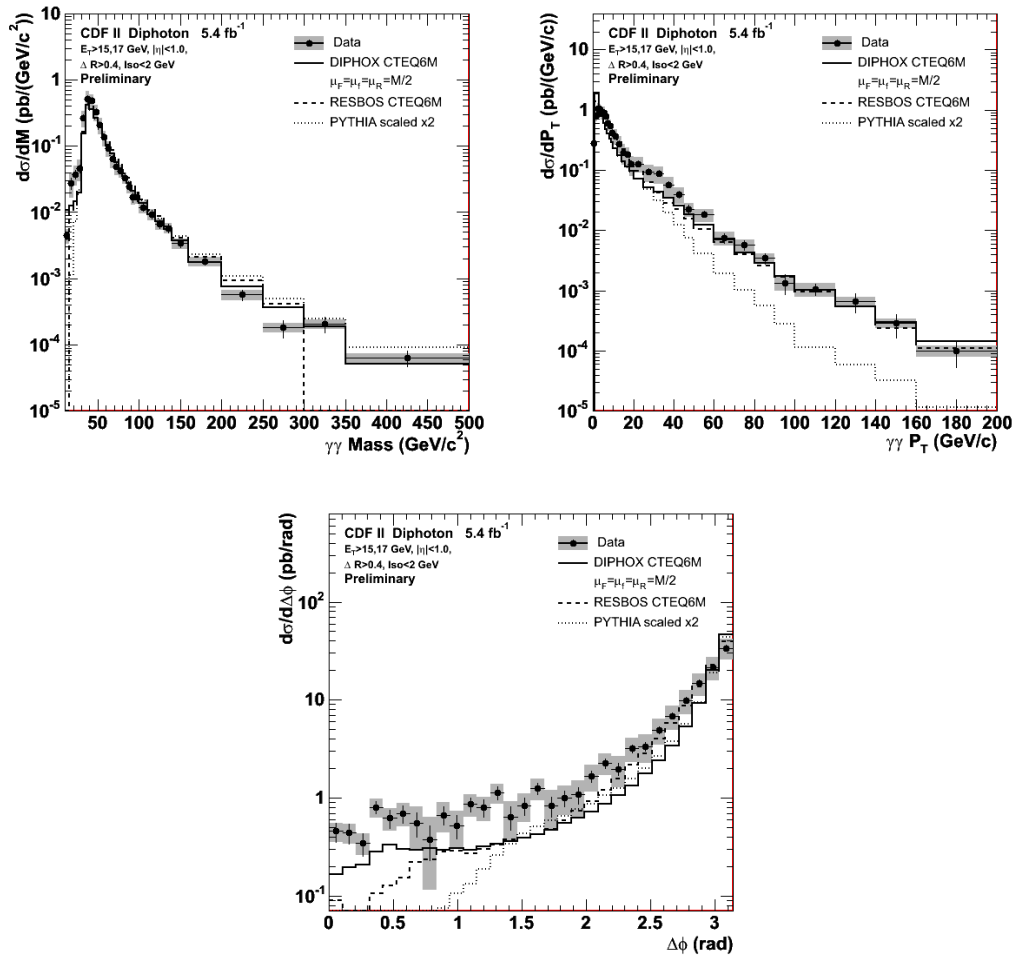 CDF II Diphoton 5.4 fb⁻¹
E_T>15,17 GeV, |η|<1.0,
Δ R>0.4, Iso<2 GeV
Preliminary
Data
DIPHOX CTEQ6M
μ_F=μ_f=μ_R=M/2
RESBOS CTEQ6M
PYTHIA scaled x2
dσ/dM (pb/(GeV/c²)
10
1
10⁻¹
10⁻²
10⁻³
10⁻⁴
10⁻⁵
50 100 150 200 250 300 350 400 450 500
γγ Mass (GeV/c²)
CDF II Diphoton 5.4 fb⁻¹
E_T>15,17 GeV, |η|<1.0,
Δ R>0.4, Iso<2 GeV
Preliminary
Data
DIPHOX CTEQ6M
μ_F=μ_f=μ_R=M/2
RESBOS CTEQ6M
PYTHIA scaled x2
dσ/dP_T (pb/(GeV/c))
10
1
10⁻¹
10⁻²
10⁻³
10⁻⁴
10⁻⁵
0 20 40 60 80 100 120 140 160 180 200
γγ P_T (GeV/c)
CDF II Diphoton 5.4 fb⁻¹
E_T>15,17 GeV, |η|<1.0,
Δ R>0.4, Iso<2 GeV
Preliminary
Data
DIPHOX CTEQ6M
μ_F=μ_f=μ_R=M/2
RESBOS CTEQ6M
PYTHIA scaled x2
dσ/dΔϕ (pb/rad)
10²
10
1
10⁻¹
0 0.5 1 1.5 2 2.5 3
Δϕ (rad)